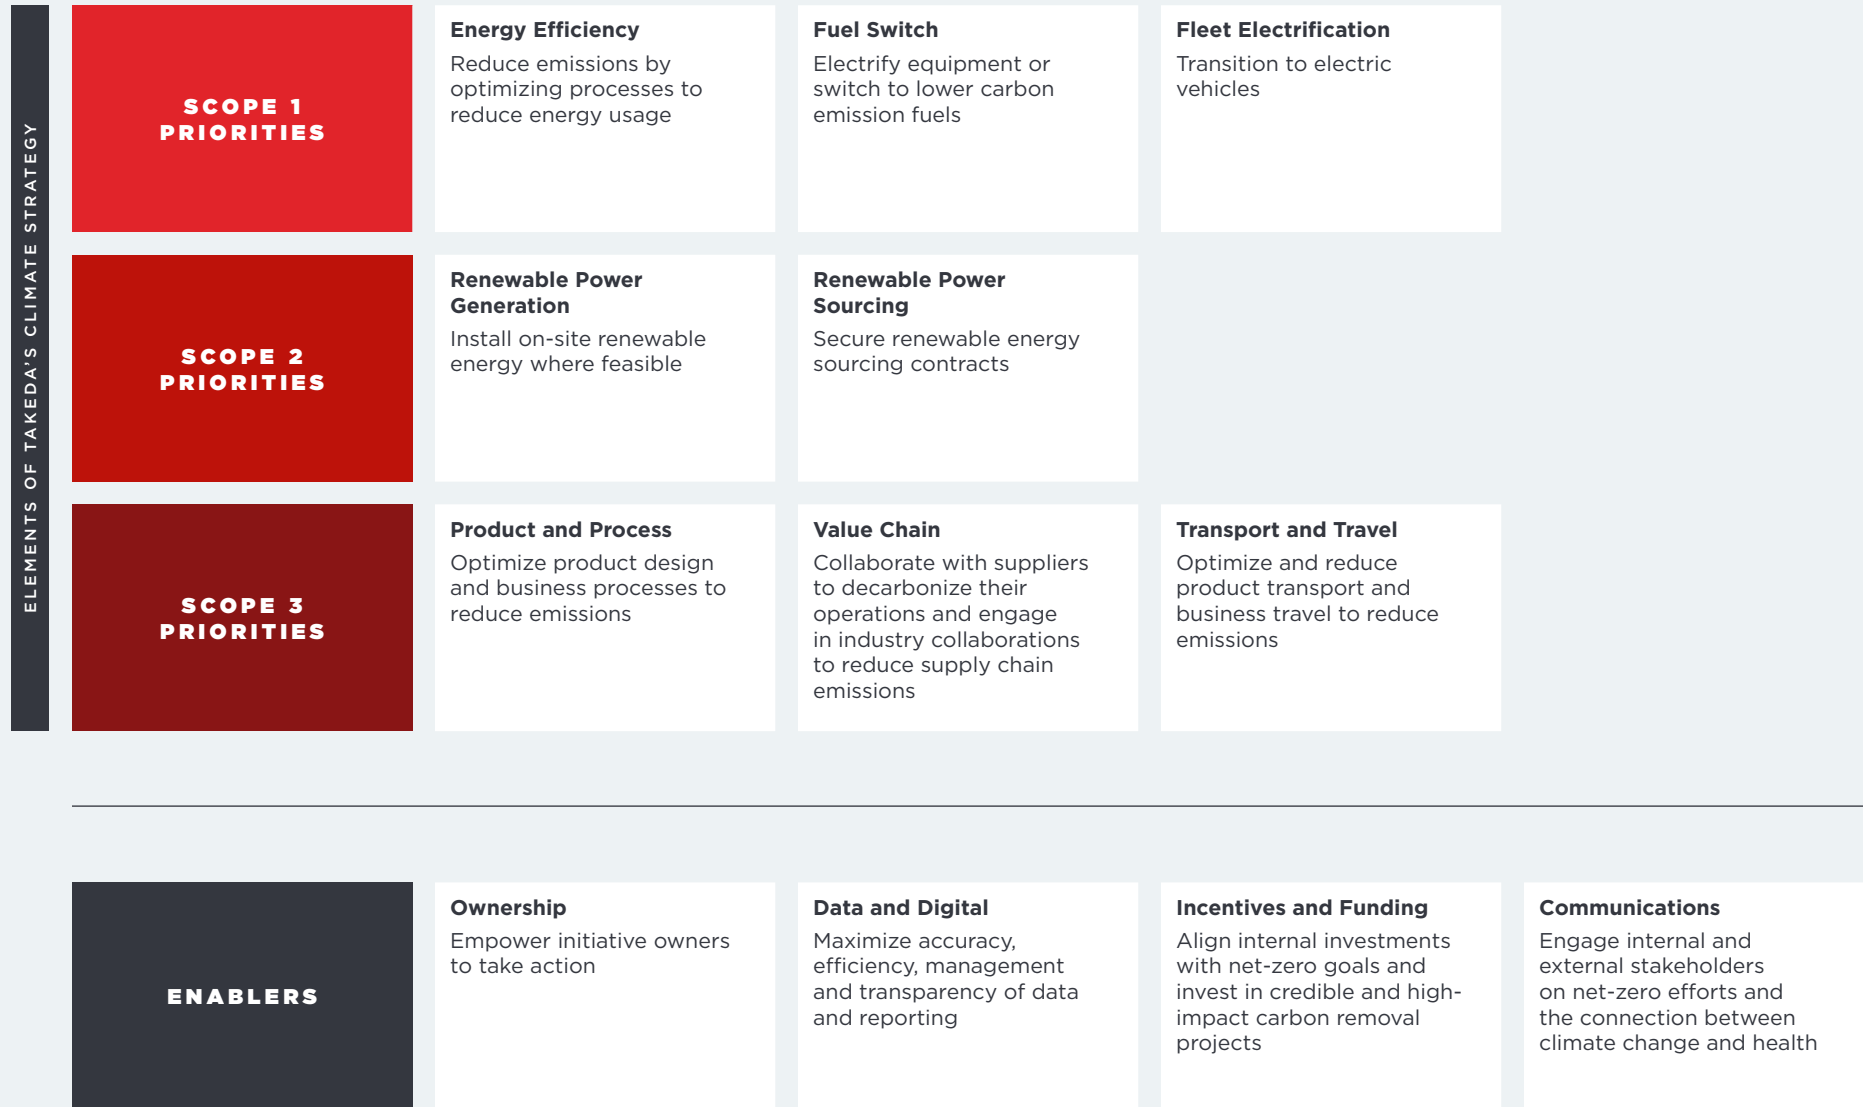 ELEMENTS OF TAKEDA'S CLIMATE STRATEGY
SCOPE 1
PRIORITIES
Energy Efficiency
Reduce emissions by
optimizing processes to
reduce energy usage
Fuel Switch
Electrify equipment or
switch to lower carbon
emission fuels
Fleet Electrification
Transition to electric
vehicles
SCOPE 2
PRIORITIES
Renewable Power
Generation
Install on-site renewable
energy where feasible
Renewable Power
Sourcing
Secure renewable energy
sourcing contracts
SCOPE 3
PRIORITIES
Product and Process
Optimize product design
and business processes to
reduce emissions
Value Chain
Collaborate with suppliers
to decarbonize their
operations and engage
in industry collaborations
to reduce supply chain
emissions
Transport and Travel
Optimize and reduce
product transport and
business travel to reduce
emissions
ENABLERS
Ownership
Empower initiative owners
to take action
Data and Digital
Maximize accuracy,
efficiency, management
and transparency of data
and reporting
Incentives and Funding
Align internal investments
with net-zero goals and
invest in credible and high-
impact carbon removal
projects
Communications
Engage internal and
external stakeholders
on net-zero efforts and
the connection between
climate change and health